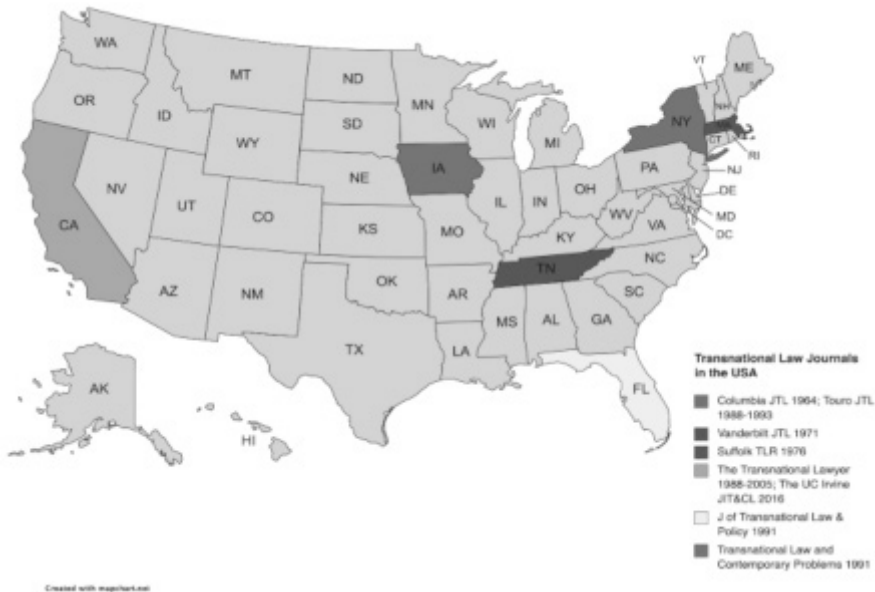 WA
MT
ND
MN
VT
ME
OR
ID
SD
WI
NH
WY
MI
NY
MA
CT
RI
IA
NE
PA
NJ
NV
UT
CO
IL
IN
OH
DE
CA
KS
MO
WV
MD
VA
DC
KY
AZ
NM
OK
AR
TN
NC
SC
MS
AL
GA
TX
LA
FL
AK
HI
Transnational Law Journals
in the USA
Columbia JTL 1964; Touro JTL
1988-1993
Vanderbilt JTL 1971
Suffolk TLR 1976
The Transnational Lawyer
1988-2005; The UC Irvine
JIT&CL 2016
J of Transnational Law &
Policy 1991
Transnational Law and
Contemporary Problems 1991
Created with mapchart.net